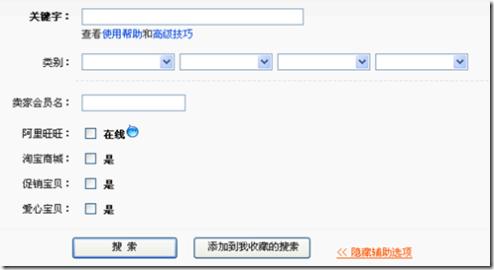 关键字：
查看使用帮助和高级技巧
类别：
卖家会员名：
阿里旺旺： 在线
淘宝商城： 是
促销宝贝： 是
爱心宝贝： 是
搜 索 添加到我收藏的搜索 << 隐藏辅助选项